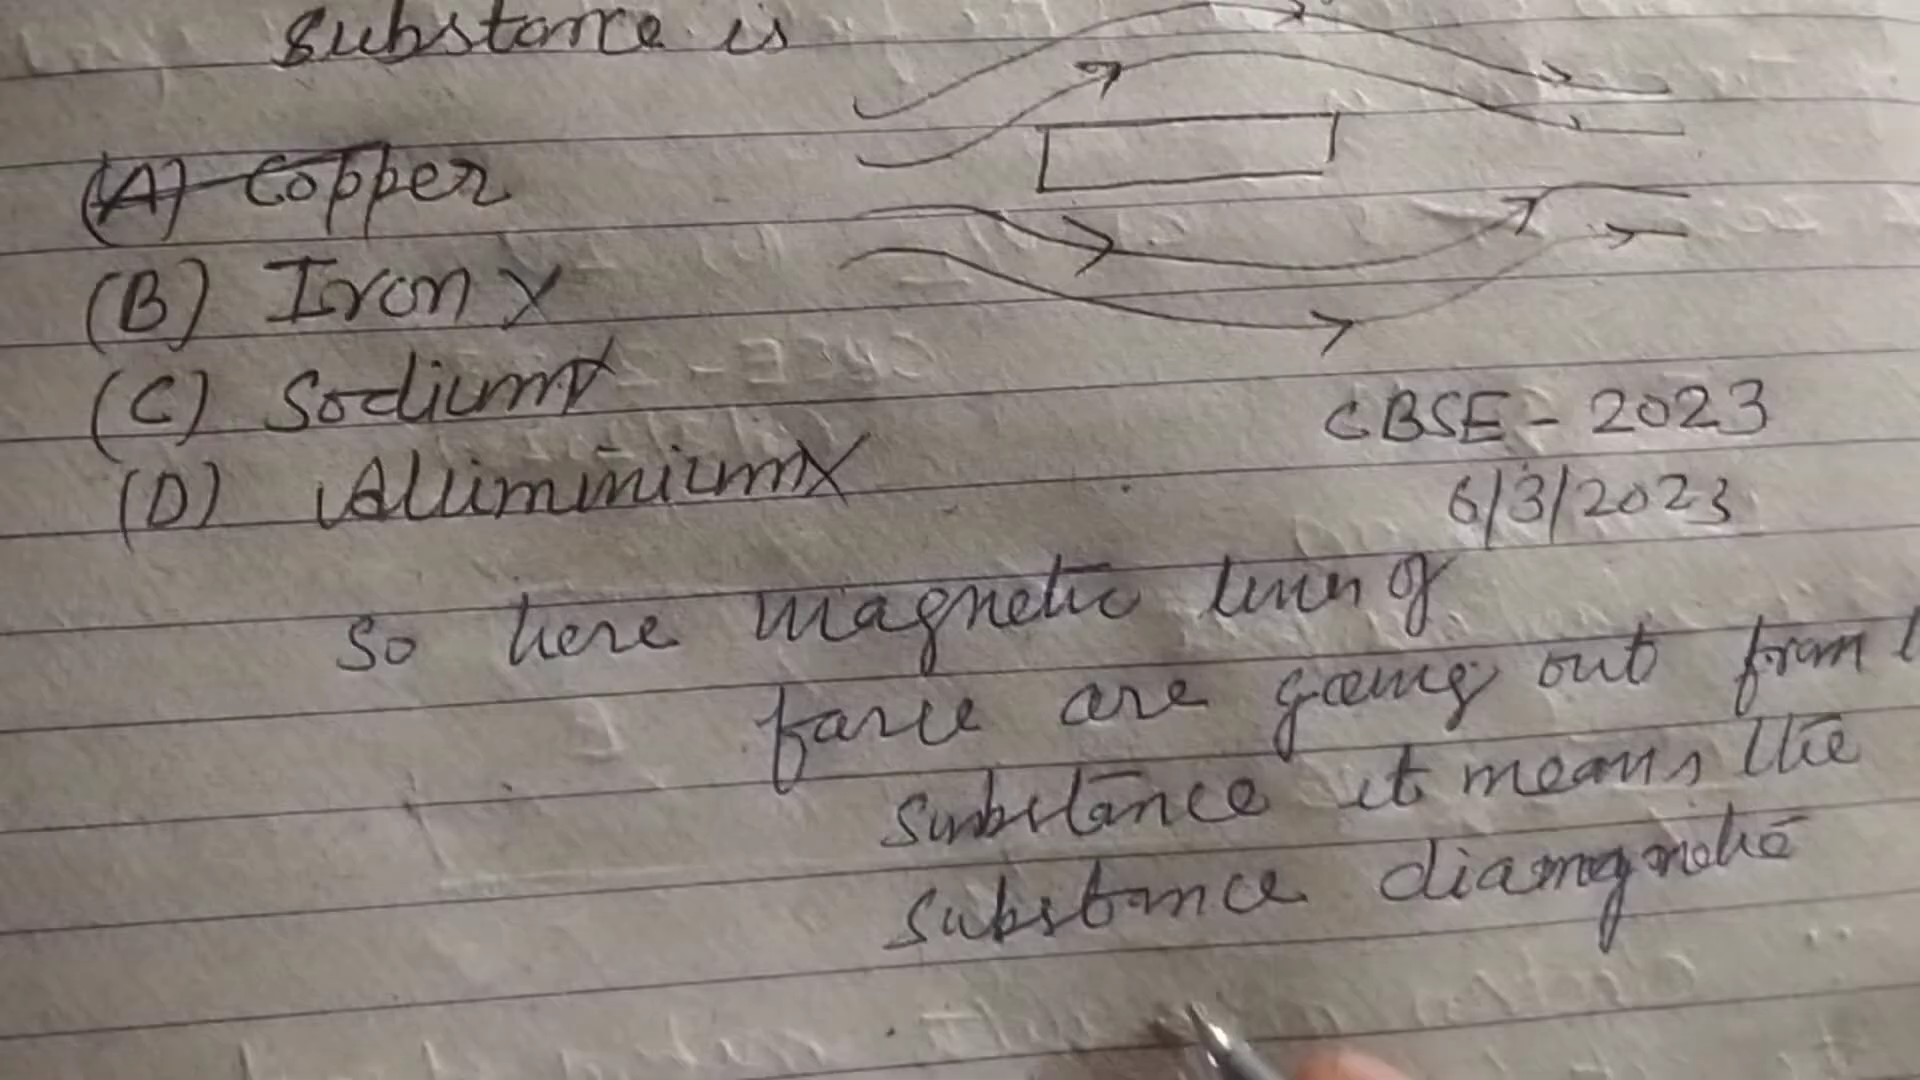 substance is
(A) Copper
(B) Iron X
(C) Sodium X
(D) Alluminium X
CBSE - 2023
6/3/2023
So here magnetic lines of
force are going out from
substance it means the
substance diamagnetic